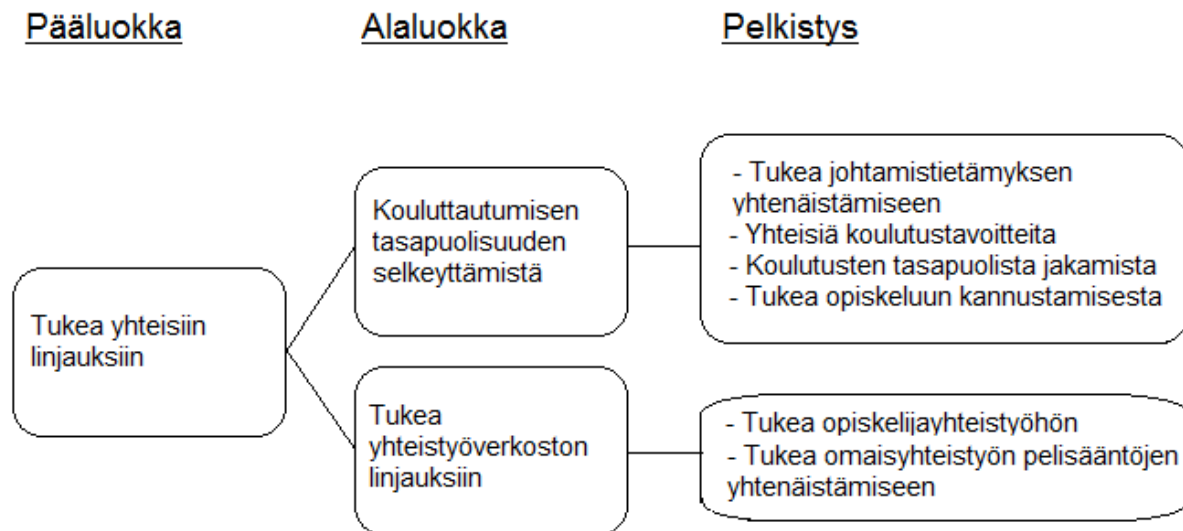 Pääluokka
Alaluokka
Pelkistys
Tukea yhteisiin
linjauksiin
Kouluttautumisen
tasapuolisuuden
selkeyttämistä
- Tukea johtamistietämyksen
yhtenäistämiseen
- Yhteisiä koulutustavoitteita
- Koulutusten tasapuolista jakamista
- Tukea opiskeluun kannustamisesta
Tukea
yhteistyöverkoston
linjauksiin
- Tukea opiskelijayhteistyöhön
- Tukea omaisyhteistyön pelisääntöjen
yhtenäistämiseen